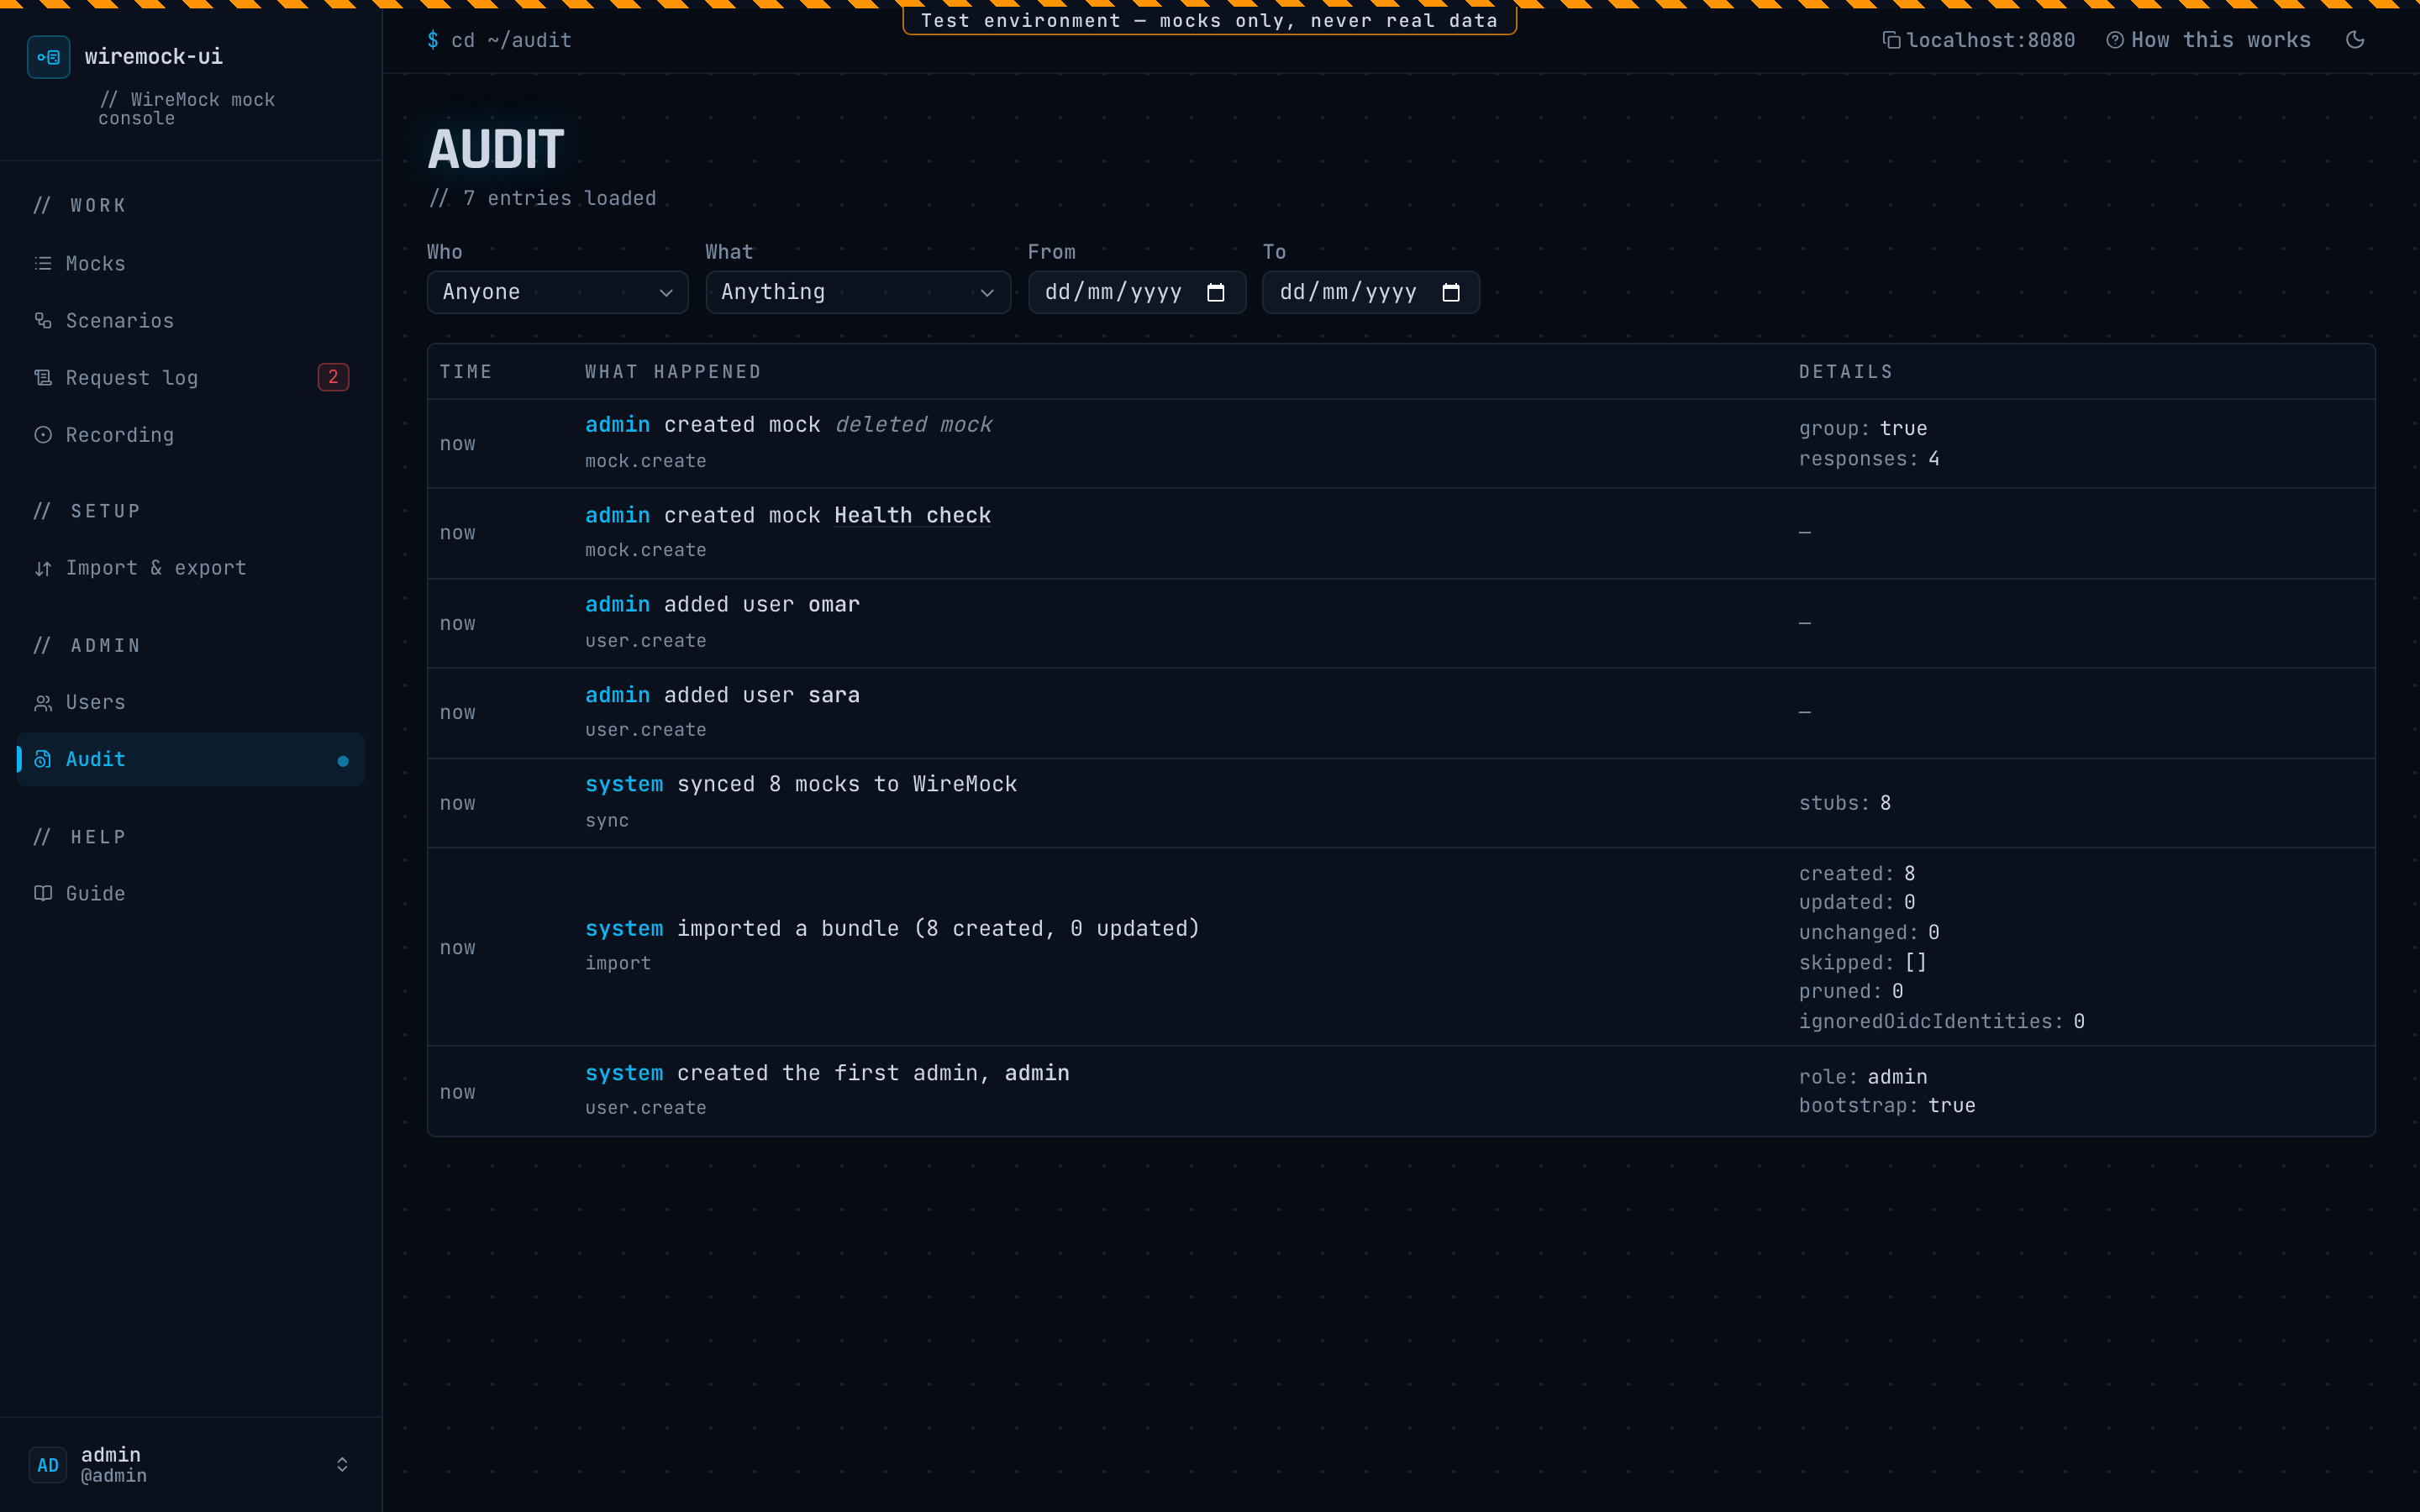 Test environment — mocks only, never real data
wiremock-ui
// WireMock mock
console
$ cd ~/audit
localhost:8080
How this works
// WORK
Mocks
Scenarios
Request log
2
Recording
// SETUP
Import & export
// ADMIN
Users
Audit
// HELP
Guide
AD
admin
@admin
AUDIT
// 7 entries loaded
Who
What
From
To
Anyone
Anything
dd/mm/yyyy
dd/mm/yyyy
TIME
WHAT HAPPENED
DETAILS
now
admin created mock deleted mock
mock.create
group: true
responses: 4
now
admin created mock Health check
mock.create
—
now
admin added user omar
user.create
—
now
admin added user sara
user.create
—
now
system synced 8 mocks to WireMock
sync
stubs: 8
now
system imported a bundle (8 created, 0 updated)
import
created: 8
updated: 0
unchanged: 0
skipped: []
pruned: 0
ignoredOidcIdentities: 0
now
system created the first admin, admin
user.create
role: admin
bootstrap: true